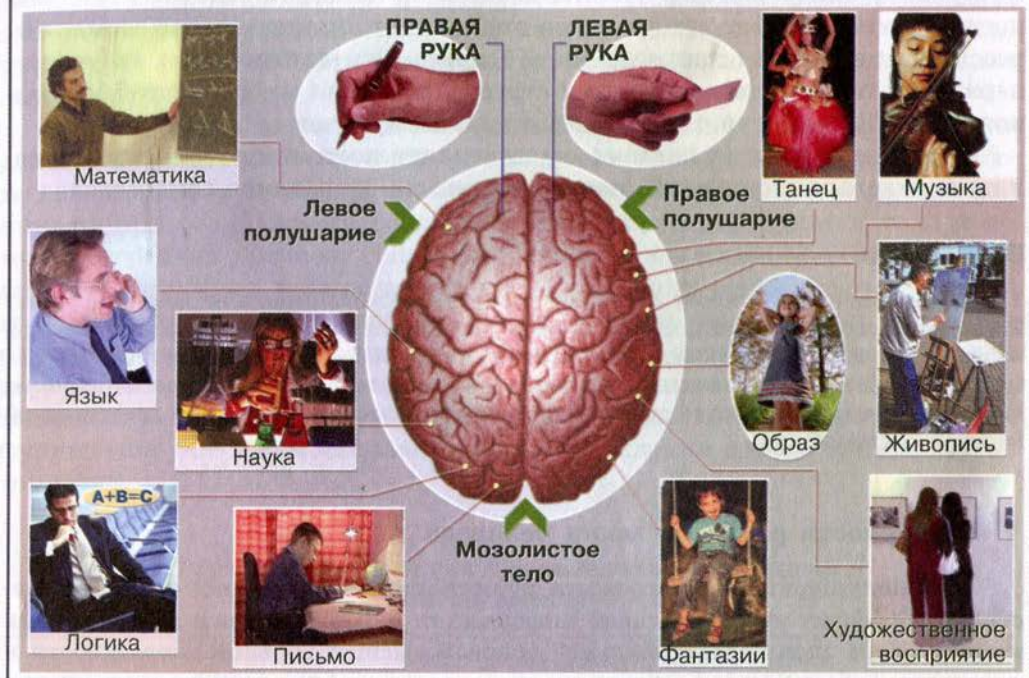 ПРАВАЯ
РУКА
ЛЕВАЯ
РУКА
Математика
Танец
Музыка
Левое
полушарие
Правое
полушарие
Язык
Наука
Образ
Живопись
A+B=C
Логика
Письмо
Мозолистое
тело
Фантазии
Художественное
восприятие